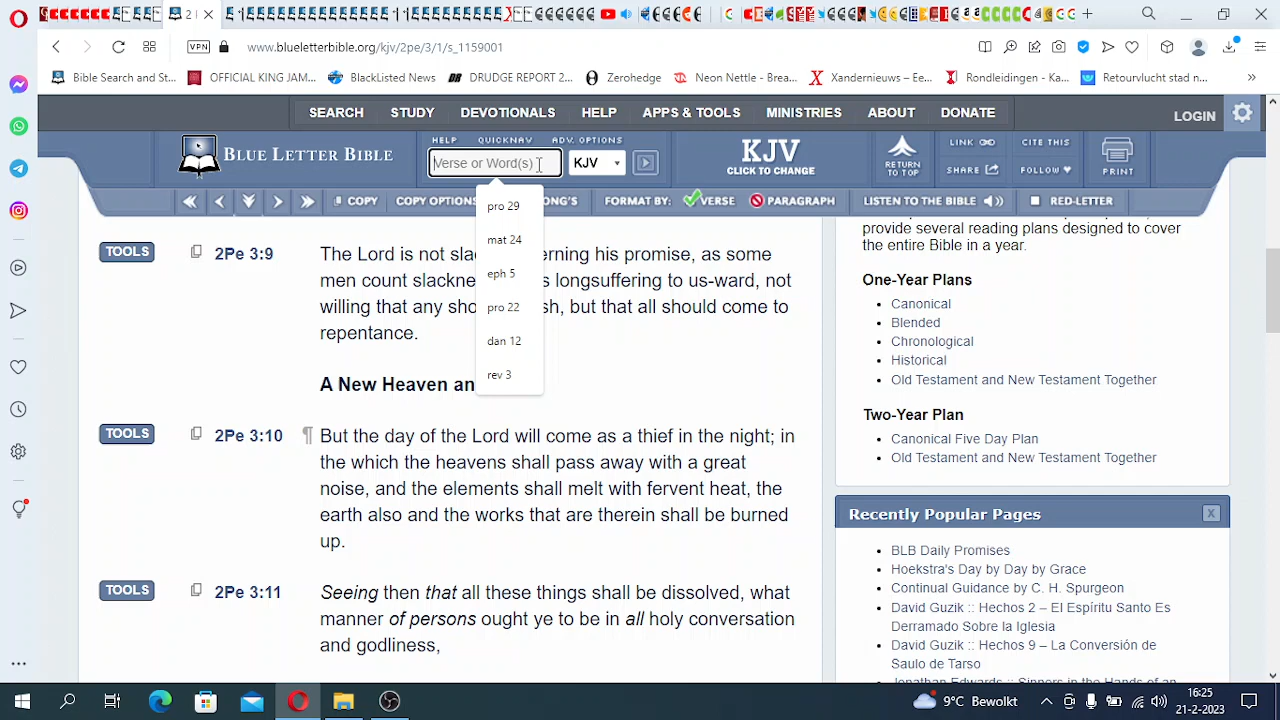 2
www.blueletterbible.org/kjv/2pe/3/1/s_1159001
VPN
Bible Search and St...
OFFICIAL KING JAM...
BlackListed News
DRUDGE REPORT 2...
Zerohedge
Neon Nettle - Brea...
Xandernieuws – Ee...
Rondleidingen - Ka...
Retourvlucht stad n...
SEARCH
STUDY
DEVOTIONALS
HELP
APPS & TOOLS
MINISTRIES
ABOUT
DONATE
LOGIN
BLUE LETTER BIBLE
HELP
QUICKNAV
ADV. OPTIONS
Verse or Word(s)
KJV
KJV
CLICK TO CHANGE
RETURN
TO TOP
LINK
CITE THIS
SHARE
FOLLOW
PRINT
COPY
COPY OPTIONS
NG'S
FORMAT BY:
VERSE
PARAGRAPH
LISTEN TO THE BIBLE
RED-LETTER
pro 29
mat 24
eph 5
pro 22
dan 12
rev 3
TOOLS
2Pe 3:9
The Lord is not slac erning his promise, as some
men count slackne s longsuffering to us-ward, not
willing that any sho sh, but that all should come to
repentance.
A New Heaven an
TOOLS
2Pe 3:10
¶ But the day of the Lord will come as a thief in the night; in
the which the heavens shall pass away with a great
noise, and the elements shall melt with fervent heat, the
earth also and the works that are therein shall be burned
up.
TOOLS
2Pe 3:11
Seeing then that all these things shall be dissolved, what
manner of persons ought ye to be in all holy conversation
and godliness,
provide several reading plans designed to cover
the entire Bible in a year.
One-Year Plans
Canonical
Blended
Chronological
Historical
Old Testament and New Testament Together
Two-Year Plan
Canonical Five Day Plan
Old Testament and New Testament Together
Recently Popular Pages
X
BLB Daily Promises
Hoekstra's Day by Day by Grace
Continual Guidance by C. H. Spurgeon
David Guzik :: Hechos 2 – El Espíritu Santo Es
Derramado Sobre la Iglesia
David Guzik :: Hechos 9 – La Conversión de
Saulo de Tarso
Jonathan Edwards :: Sinners in the Hands of an
9°C Bewolkt
16:25
21-2-2023